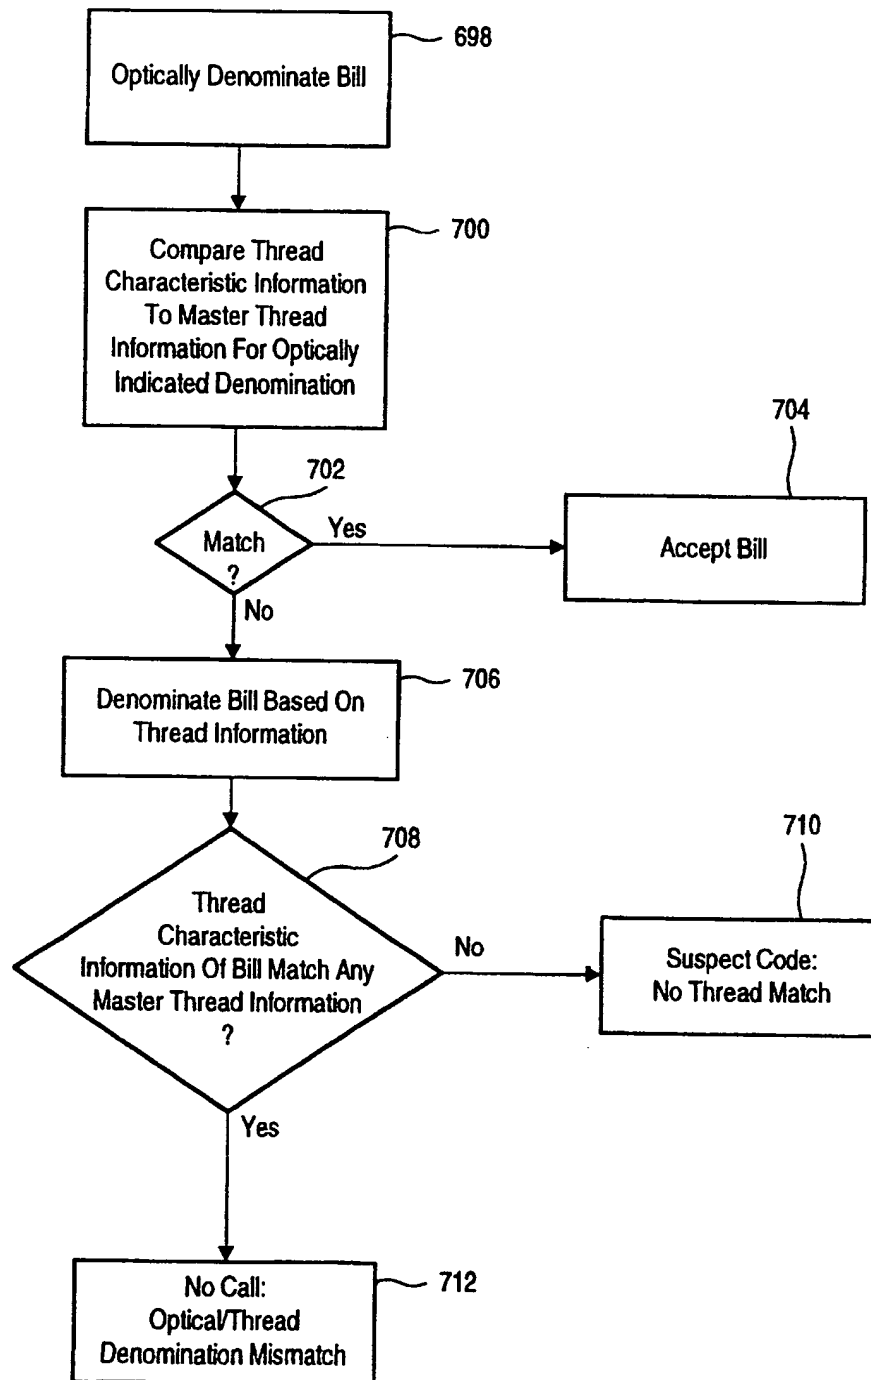 698
Optically Denominate Bill
700
Compare Thread
Characteristic Information
To Master Thread
Information For Optically
Indicated Denomination
704
702
Match
?
Yes
Accept Bill
No
706
Denominate Bill Based On
Thread Information
708
710
Thread
Characteristic
Information Of Bill Match Any
Master Thread Information
?
No
Suspect Code:
No Thread Match
Yes
712
No Call:
Optical/Thread
Denomination Mismatch